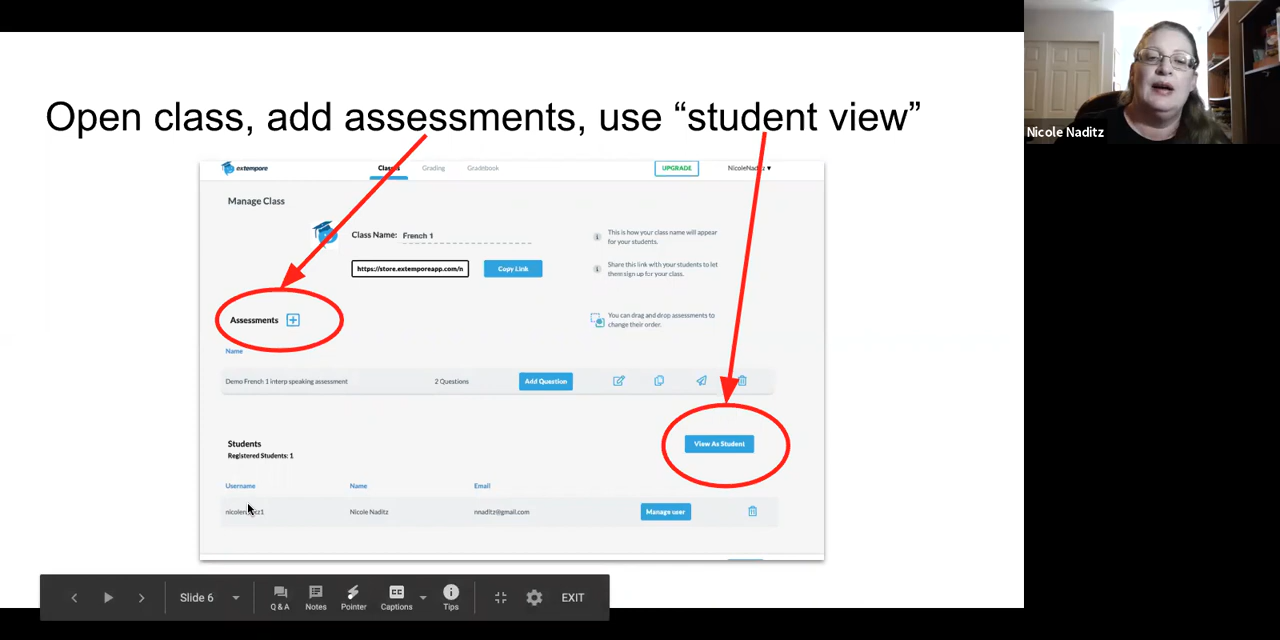 Open class, add assessments, use “student view”
Nicole Naditz
extempore
Classes Grading Gradebook UPGRADE NicoleNaditz ▾
Manage Class
Class Name: French 1
This is how your class name will appear
for your students.
https://store.extemporeapp.com/n Copy Link
Share this link with your students to let
them sign up for your class.
Assessments
You can drag and drop assessments to
change their order.
Name
Demo French 1 interp speaking assessment 2 Questions Add Question
Students
Registered Students: 1
View As Student
Username Name Email
Nicole Naditz nnaditz@gmail.com Manage user
Slide 6
Q & A Notes Pointer Captions Tips EXIT
CC